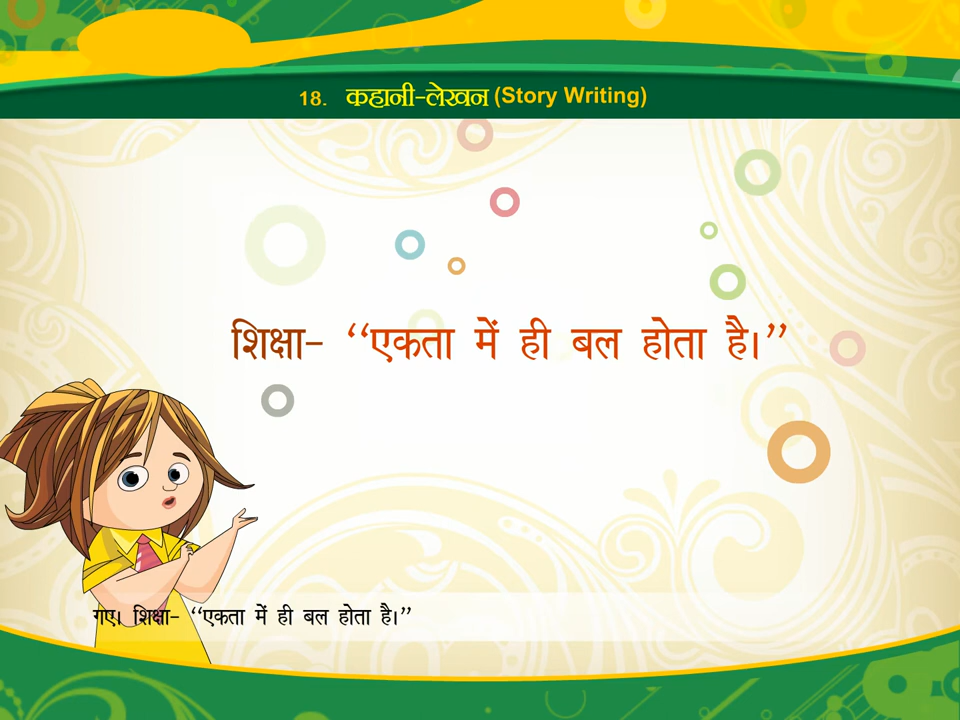 18. कहानी-लेखन (Story Writing)
शिक्षा- ‘‘एकता में ही बल होता है।’’
गए। शिक्षा- ‘‘एकता में ही बल होता है।’’